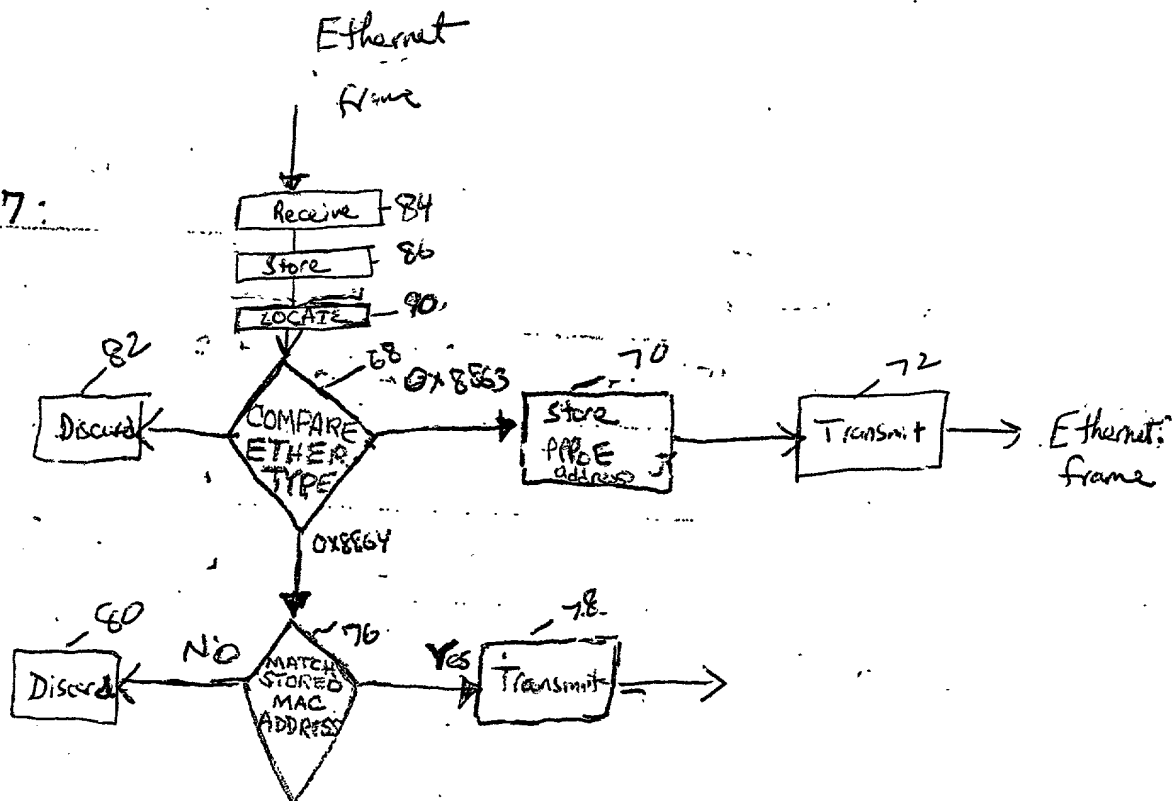 Ethernet
frame
7:
Receive
84
Store
86
LOCATE
90
82
68
0x8863
70
72
Discard
COMPARE
ETHER
TYPE
Store
PPPoE
address
Transmit
Ethernet
frame
0x8864
80
76
78
NO
Yes
Discard
MATCH
STORED
MAC
ADDRESS
Transmit